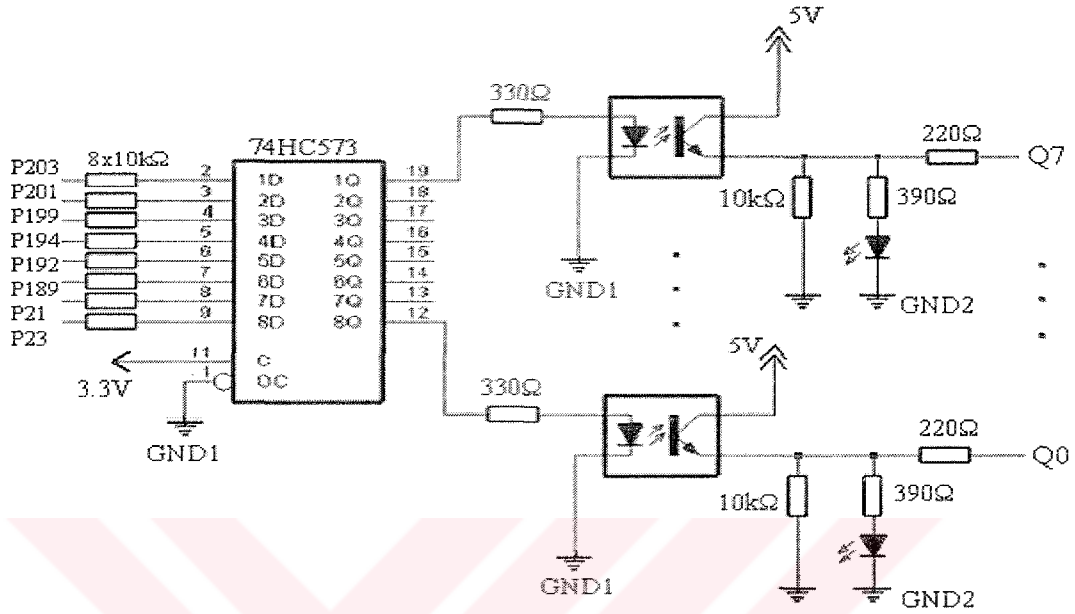 5V
330Ω
74HC573
8x10kΩ
220Ω
Q7
P203
P201
P199
P194
P192
P189
P21
P23
2
3
4
5
6
7
8
9
1D 1Q
2D 2Q
3D 3Q
4D 4Q
5D 5Q
6D 6Q
7D 7Q
8D 8Q
19
18
17
16
15
14
13
12
10kΩ
390Ω
GND1
GND2
11
C
3.3V
1
OC
GND1
5V
330Ω
220Ω
Q0
10kΩ
390Ω
GND1
GND2